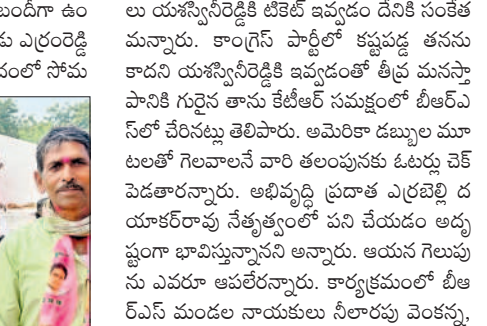 బందీగా ఉం
డు ఎర్రంరెడ్డి
దంలో సోమ
లు యశస్వినీరెడ్డికి టికెట్ ఇవ్వడం దేనికి సంకేత
మన్నారు. కాంగ్రెస్ పార్టీలో కష్టపడ్డ తనను
కాదని యశస్వినీరెడ్డికి ఇవ్వడంతో తీవ్ర మనస్తా
పానికి గురైన తాను కేటీఆర్ సమక్షంలో బీఆర్ఎ
స్‌లో చేరినట్లు తెలిపారు. అమెరికా డబ్బుల మూ
టలతో గెలవాలనే వారి తలంపునకు ఓటర్లు చెక్
పెడతారన్నారు. అభివృద్ధి ప్రదాత ఎర్రబెల్లి ద
యాకర్‌రావు నేతృత్వంలో పని చేయడం అదృ
ష్టంగా భావిస్తున్నానని అన్నారు. ఆయన గెలుపు
ను ఎవరూ ఆపలేరన్నారు. కార్యక్రమంలో బీఆ
ర్ఎస్ మండల నాయకులు నీలారపు వెంకన్న,